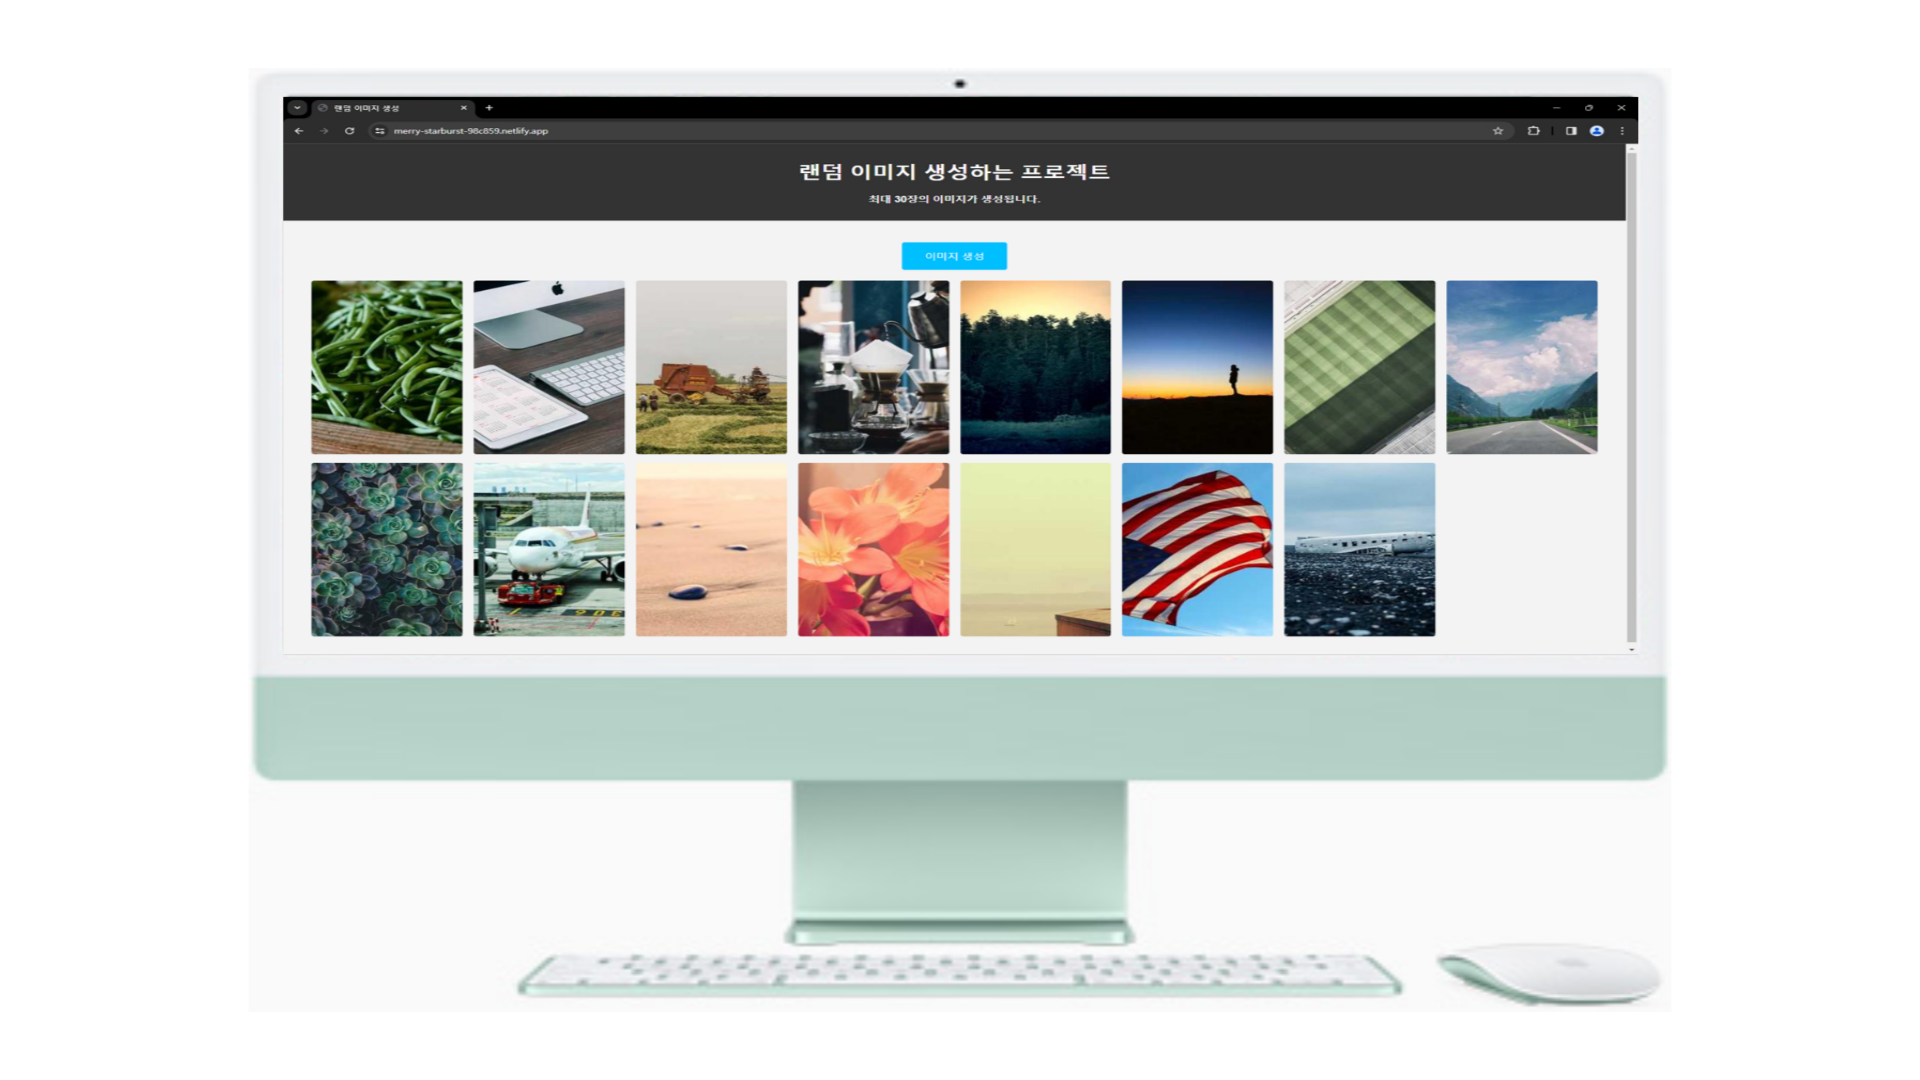 랜덤 이미지 생성
merry-starburst-98c859.netlify.app
랜덤 이미지 생성하는 프로젝트
최대 30장의 이미지가 생성됩니다.
이미지 생성